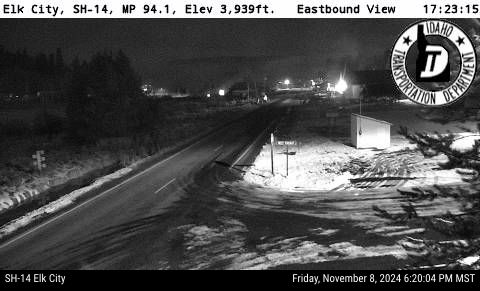 Elk City, SH-14, MP 94.1, Elev 3,939ft. Eastbound View 17:23:15
IDAHO
TRANSPORTATION DEPARTMENT
SH-14 Elk City Friday, November 8, 2024 6:20:04 PM MST